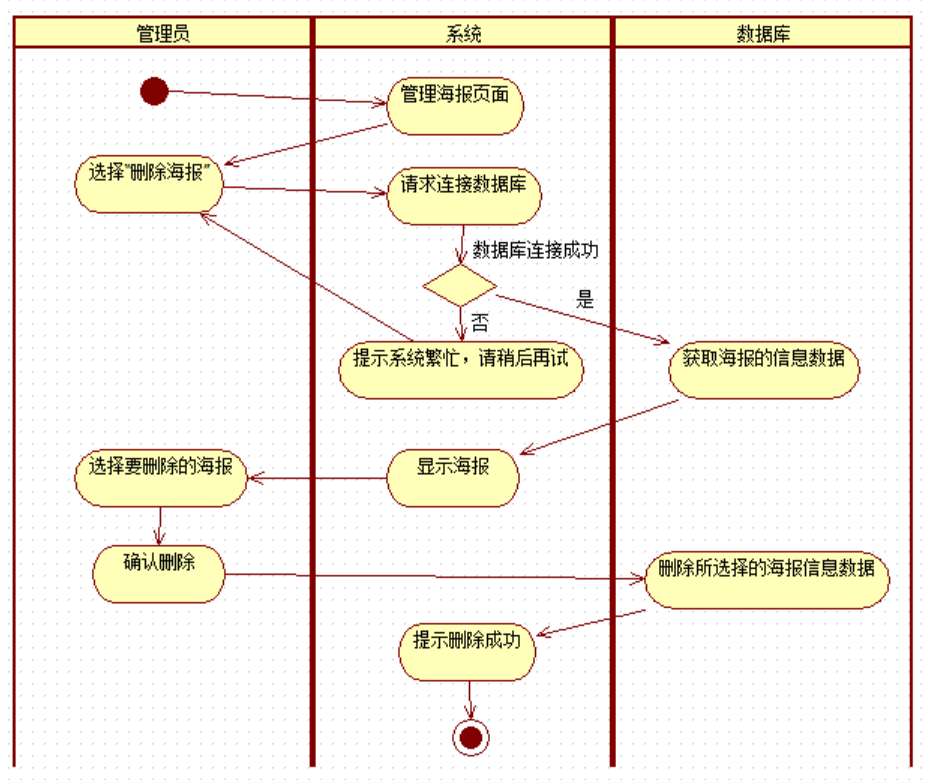 管理员
系统
数据库
管理海报页面
选择"删除海报"
请求连接数据库
数据库连接成功
是
否
提示系统繁忙，请稍后再试
获取海报的信息数据
选择要删除的海报
显示海报
确认删除
删除所选择的海报信息数据
提示删除成功